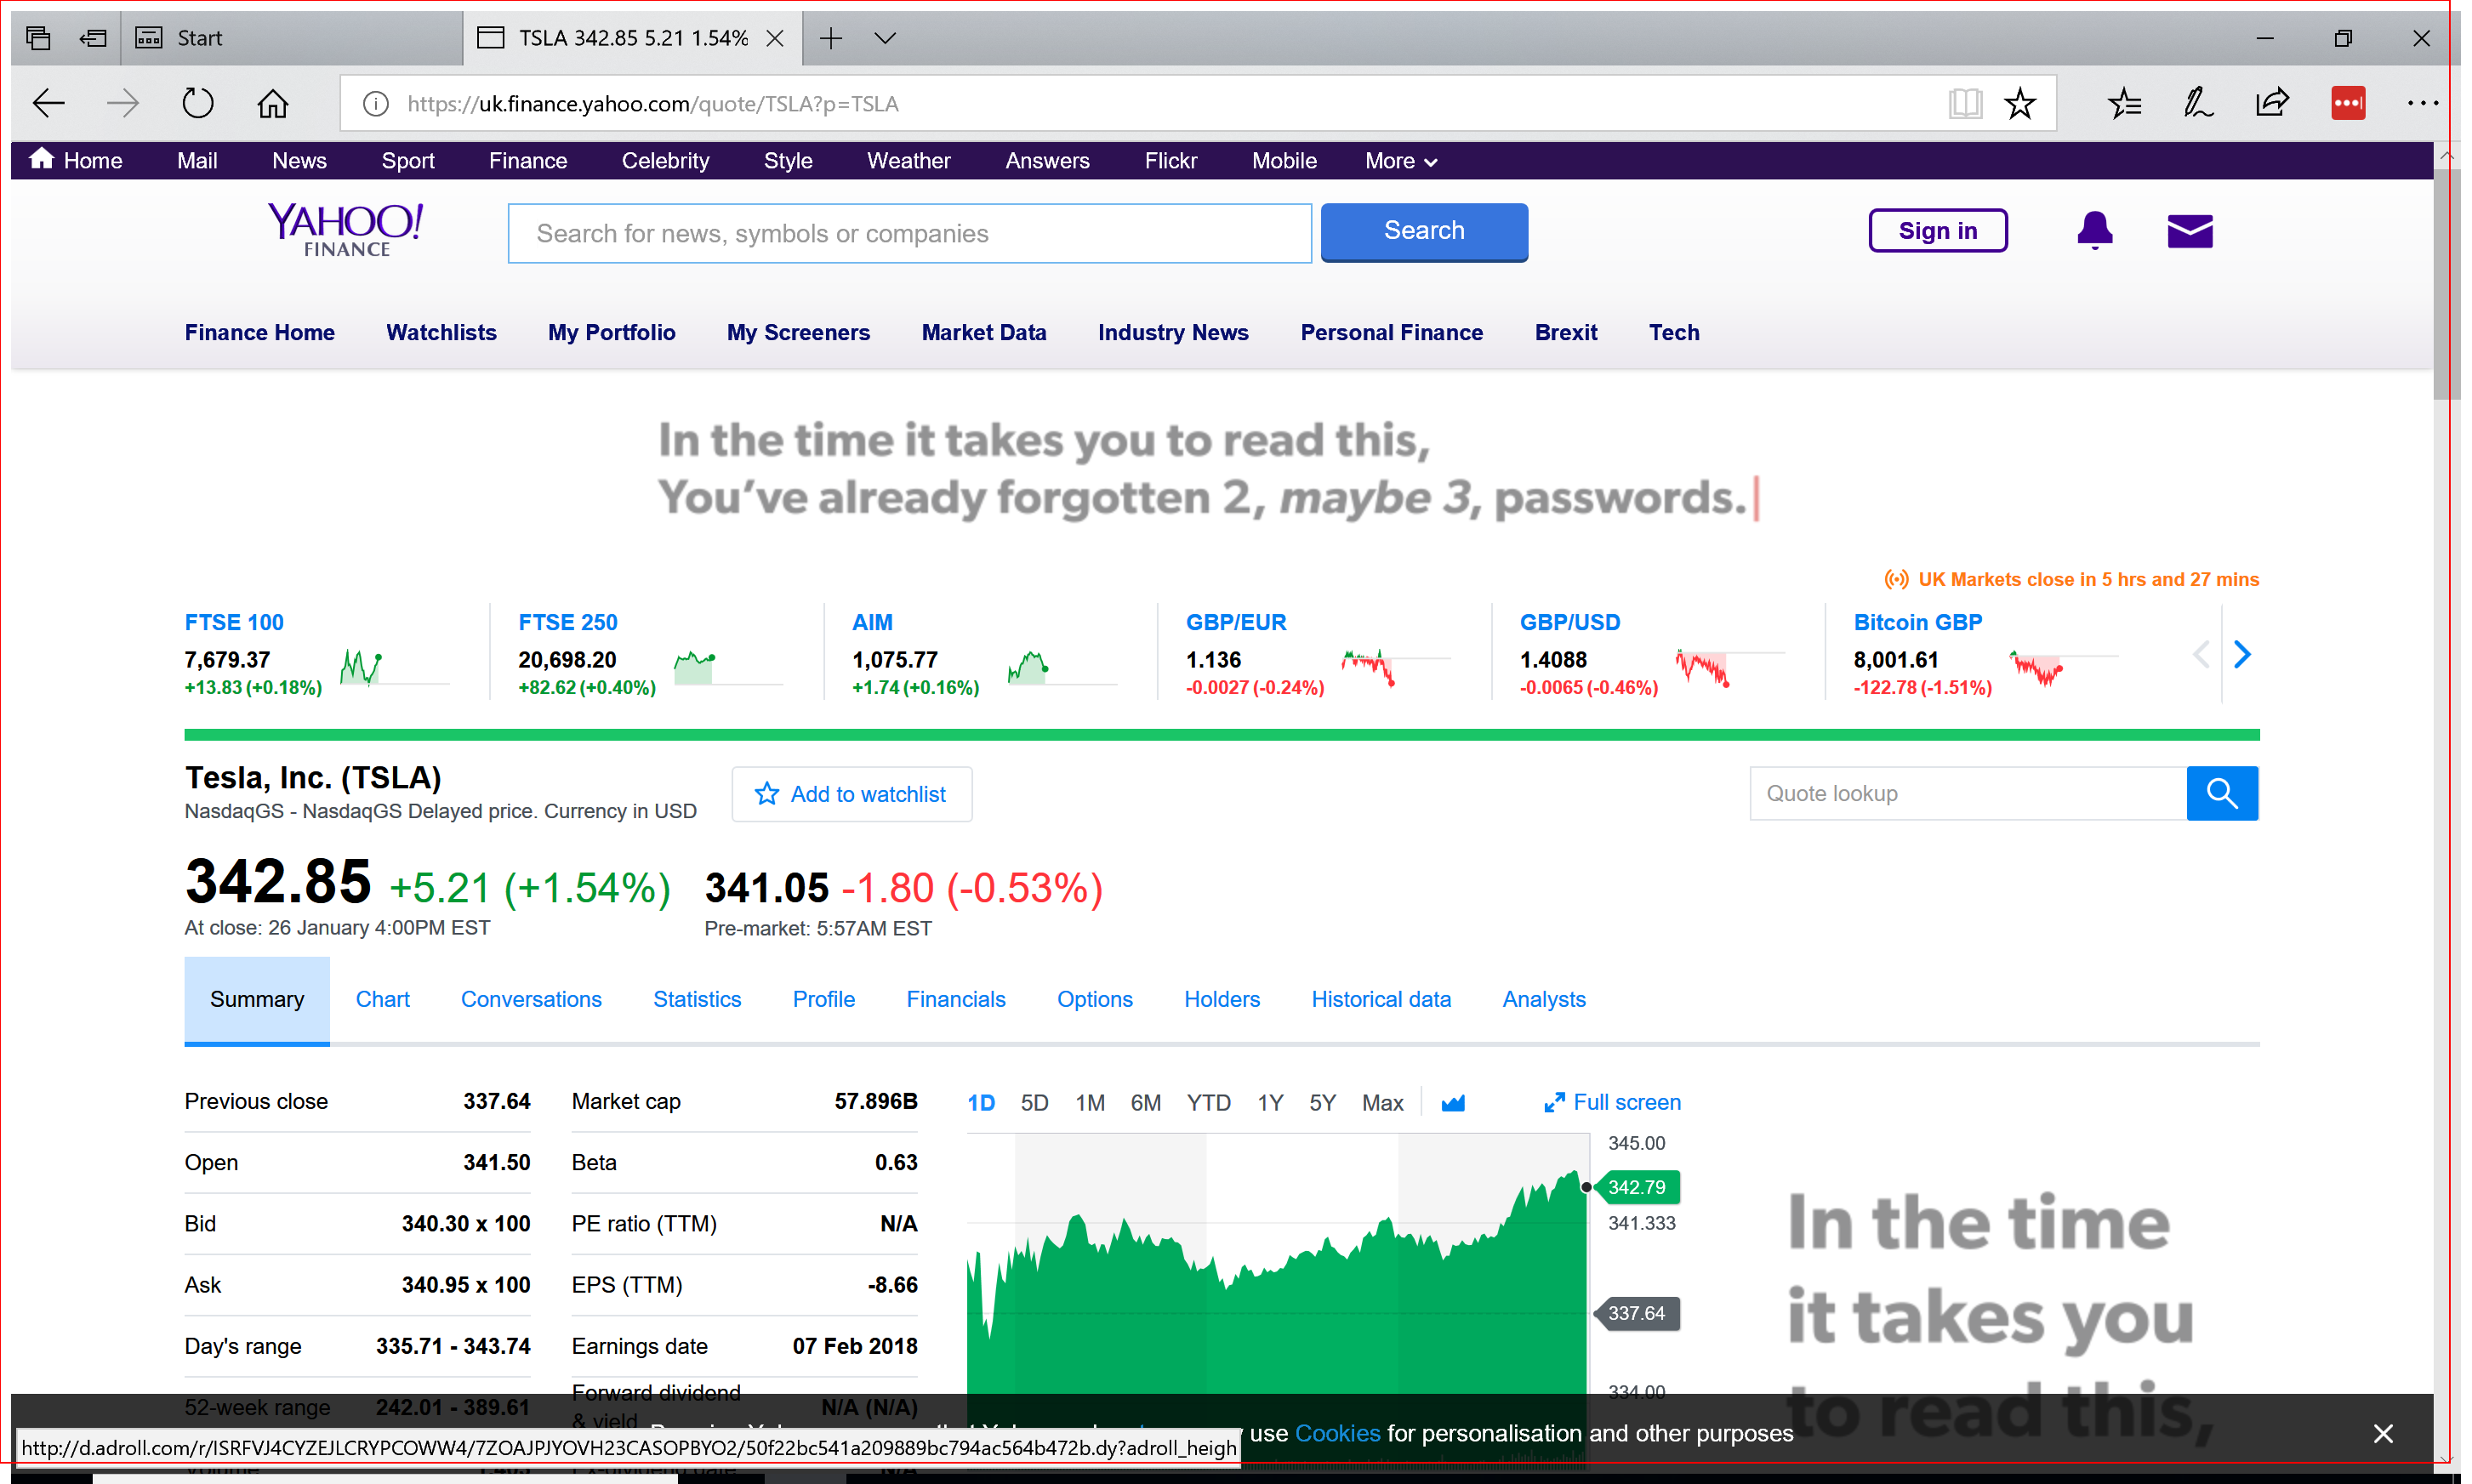 Start
TSLA 342.85 5.21 1.54%
https://uk.finance.yahoo.com/quote/TSLA?p=TSLA
Home Mail News Sport Finance Celebrity Style Weather Answers Flickr Mobile More
YAHOO!
FINANCE
Search for news, symbols or companies
Search
Sign in
Finance Home Watchlists My Portfolio My Screeners Market Data Industry News Personal Finance Brexit Tech
In the time it takes you to read this,
You've already forgotten 2, maybe 3, passwords.
UK Markets close in 5 hrs and 27 mins
FTSE 100 FTSE 250 AIM GBP/EUR GBP/USD Bitcoin GBP
7,679.37 20,698.20 1,075.77 1.136 1.4088 8,001.61
+13.83 (+0.18%) +82.62 (+0.40%) +1.74 (+0.16%) -0.0027 (-0.24%) -0.0065 (-0.46%) -122.78 (-1.51%)
Tesla, Inc. (TSLA)
NasdaqGS - NasdaqGS Delayed price. Currency in USD
Add to watchlist
Quote lookup
342.85 +5.21 (+1.54%) 341.05 -1.80 (-0.53%)
At close: 26 January 4:00PM EST Pre-market: 5:57AM EST
Summary Chart Conversations Statistics Profile Financials Options Holders Historical data Analysts
Previous close 337.64
Open 341.50
Bid 340.30 x 100
Ask 340.95 x 100
Day's range 335.71 - 343.74
52-week range 242.01 - 389.61
Market cap 57.896B
Beta 0.63
PE ratio (TTM) N/A
EPS (TTM) -8.66
Earnings date 07 Feb 2018
Forward dividend
& yield N/A (N/A)
1D 5D 1M 6M YTD 1Y 5Y Max Full screen
345.00
342.79
341.333
337.64
334.00
In the time
it takes you
to read this,
use Cookies for personalisation and other purposes
http://d.adroll.com/r/ISRFVJ4CYZEJLCRYPCOWW4/7ZOAJPJYOVH23CASOPBYO2/50f22bc541a209889bc794ac564b472b.dy?adroll_heigh